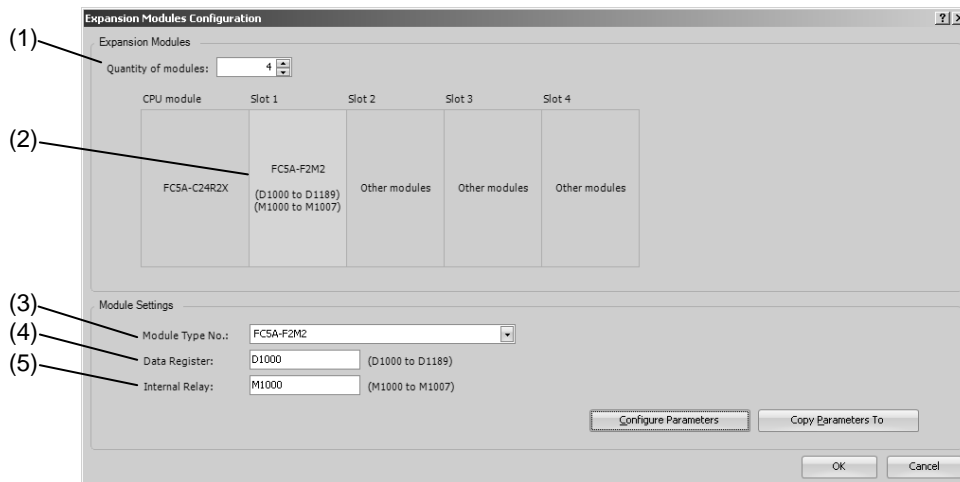 Expansion Modules Configuration
? X
(1)
Expansion Modules
Quantity of modules: 4
CPU module Slot 1 Slot 2 Slot 3 Slot 4
(2)
FC5A-C24R2X
FC5A-F2M2
(D1000 to D1189)
(M1000 to M1007)
Other modules Other modules Other modules
Module Settings
(3)
Module Type No.: FC5A-F2M2
(4)
Data Register: D1000 (D1000 to D1189)
(5)
Internal Relay: M1000 (M1000 to M1007)
Configure Parameters Copy Parameters To
OK Cancel